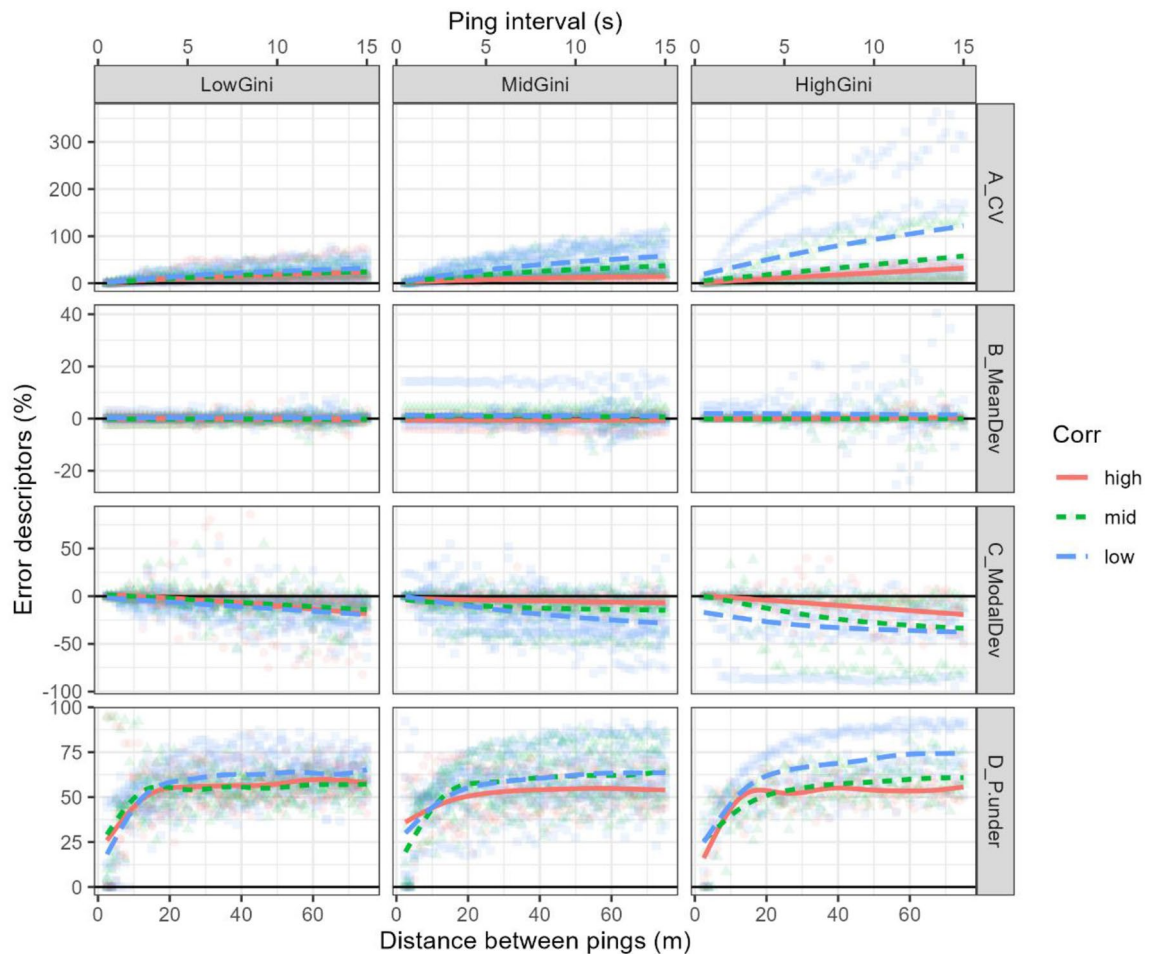 Ping interval (s)
0 5 10 15 0 5 10 15 0 5 10 15
LowGini MidGini HighGini
300
200
100
0
A_CV
40
20
0
-20
B_MeanDev
50
0
-50
-100
C_ModalDev
100
75
50
25
0
D_P.under
Error descriptors (%)
0 20 40 60 0 20 40 60 0 20 40 60
Distance between pings (m)
Corr
high
mid
low